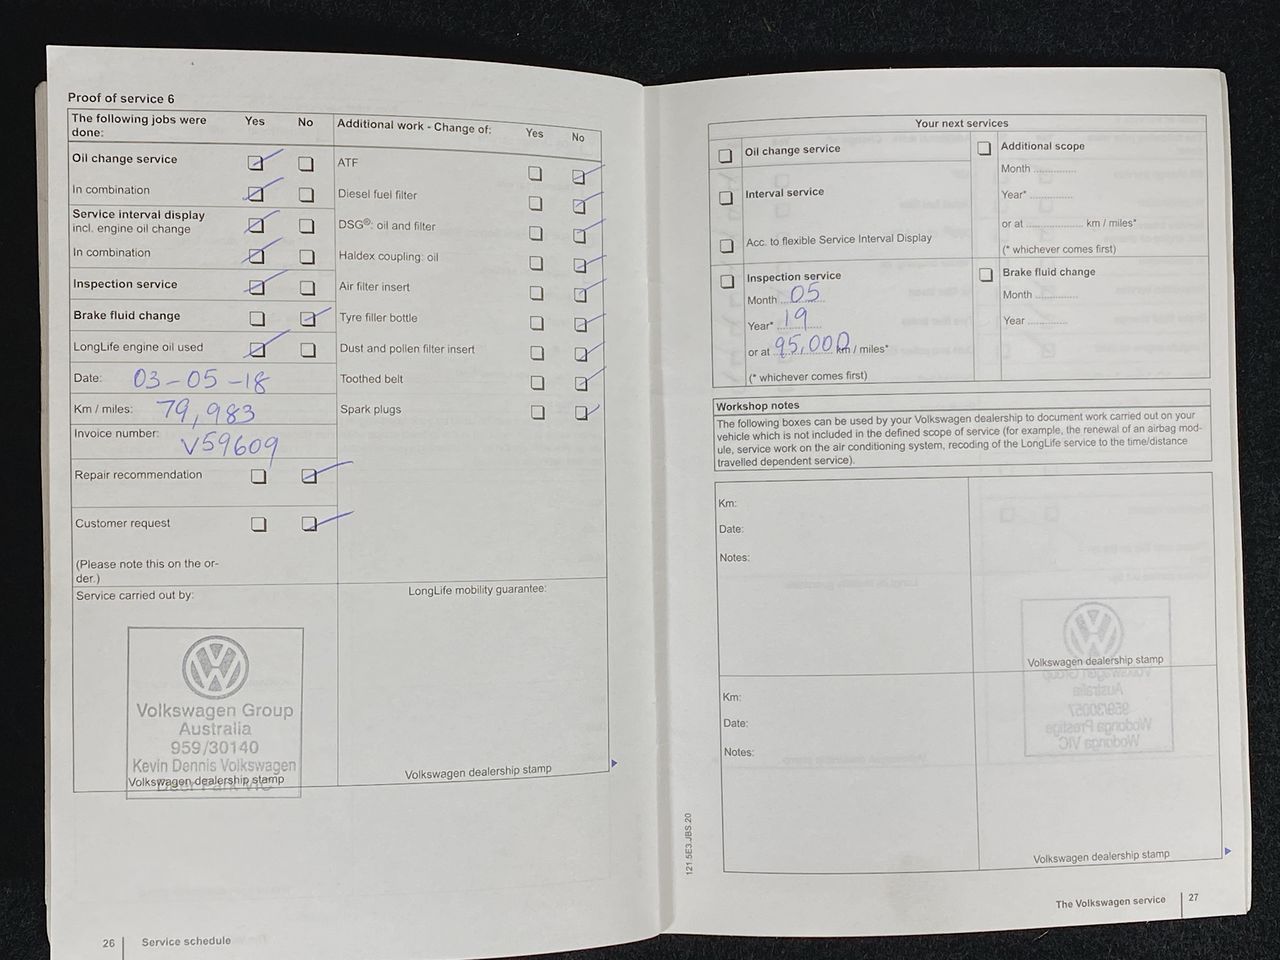 Proof of service 6
The following jobs were done: Yes No
Oil change service
In combination
Service interval display
incl. engine oil change
In combination
Inspection service
Brake fluid change
LongLife engine oil used
Date: 03-05-18
Km / miles: 79,983
Invoice number: V59609
Repair recommendation
Customer request
(Please note this on the or-
der.)
Additional work - Change of: Yes No
ATF
Diesel fuel filter
DSG®: oil and filter
Haldex coupling: oil
Air filter insert
Tyre filler bottle
Dust and pollen filter insert
Toothed belt
Spark plugs
Service carried out by:
Volkswagen Group
Australia
959/30140
Kevin Dennis Volkswagen
Deer Park VIC
Volkswagen dealership stamp
LongLife mobility guarantee:
Volkswagen dealership stamp
26 Service schedule
Your next services
Oil change service
Interval service
Acc. to flexible Service Interval Display
Inspection service
Month 05
Year* 19
or at 95,000 km / miles*
(* whichever comes first)
Additional scope
Month ..............
Year* ..............
or at .................... km / miles*
(* whichever comes first)
Brake fluid change
Month ..............
Year ..............
Workshop notes
The following boxes can be used by your Volkswagen dealership to document work carried out on your
vehicle which is not included in the defined scope of service (for example, the renewal of an airbag mod-
ule, service work on the air conditioning system, recoding of the LongLife service to the time/distance
travelled dependent service).
Km:
Date:
Notes:
Volkswagen dealership stamp
Km:
Date:
Notes:
Volkswagen dealership stamp
121.5E3.JBS.20
The Volkswagen service 27